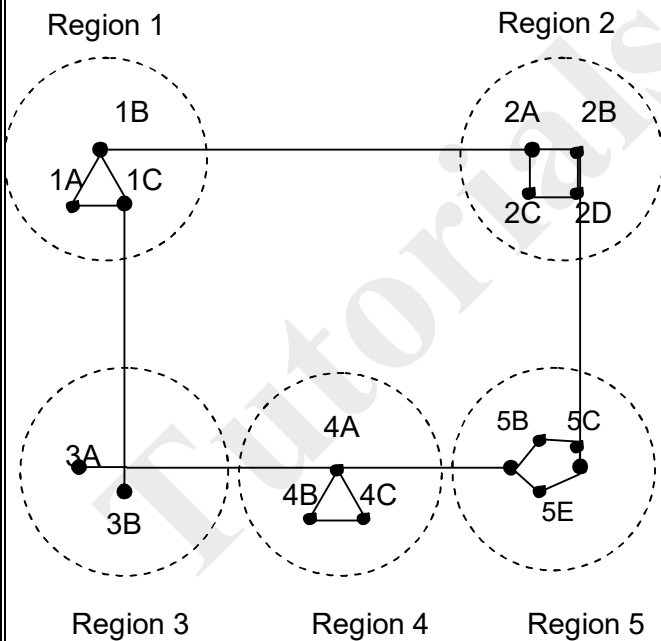 Region 1 Region 2
1B 2A 2B
1A 1C
2C 2D
5B 5C
4A
3A
4B 4C
5E
3B
Region 3 Region 4 Region 5
Tutorials